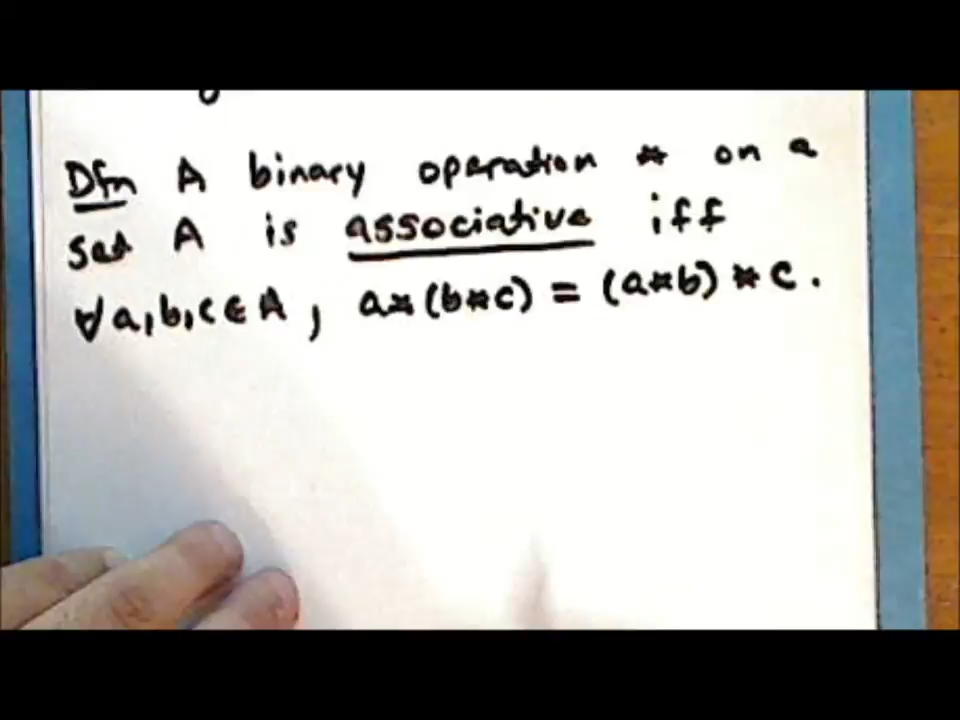 Dfn A binary operation * on a
set A is associative iff
∀a,b,c∈A, a*(b*c) = (a*b)*c.